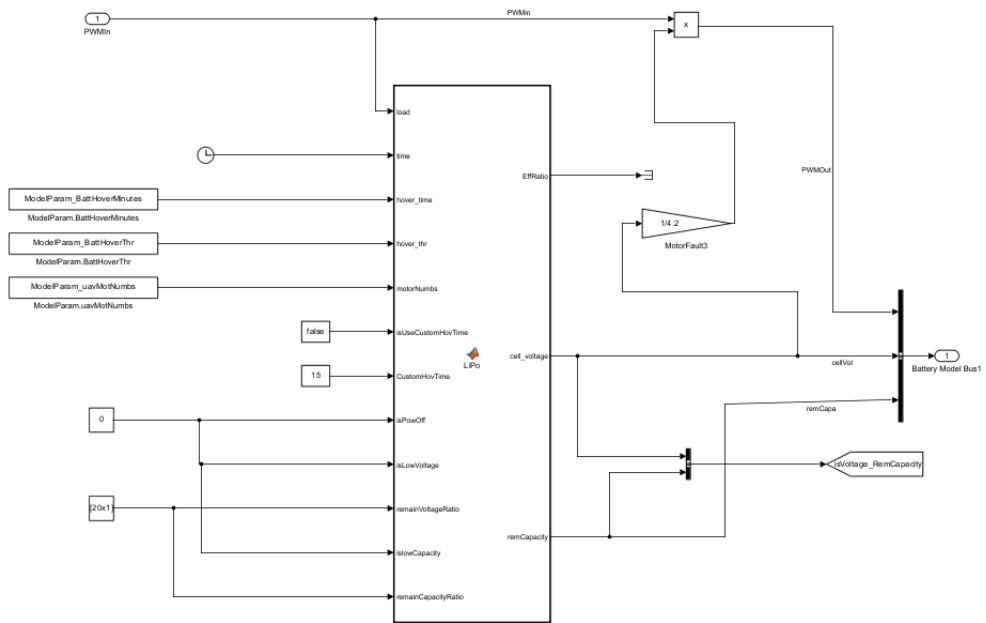 1
PWMIn
PWMin
x
load
time
EffRatio
ModelParam_BattHoverMinutes
ModelParam.BattHoverMinutes
hover_time
PWMOut
1/4.2
MotorFault3
ModelParam_BattHoverThr
ModelParam.BattHoverThr
hover_thr
ModelParam_uavMotNumbs
ModelParam.uavMotNumbs
motorNumbs
false
isUseCustomHovTime
LiPo
cell_voltage
cellVol
1
Battery Model Bus1
15
CustomHovTime
remCapa
0
isPowOff
isLowVoltage
isVoltage_RemCapacity
[20x1]
remainVoltageRatio
remCapacity
islowCapacity
remainCapacityRatio